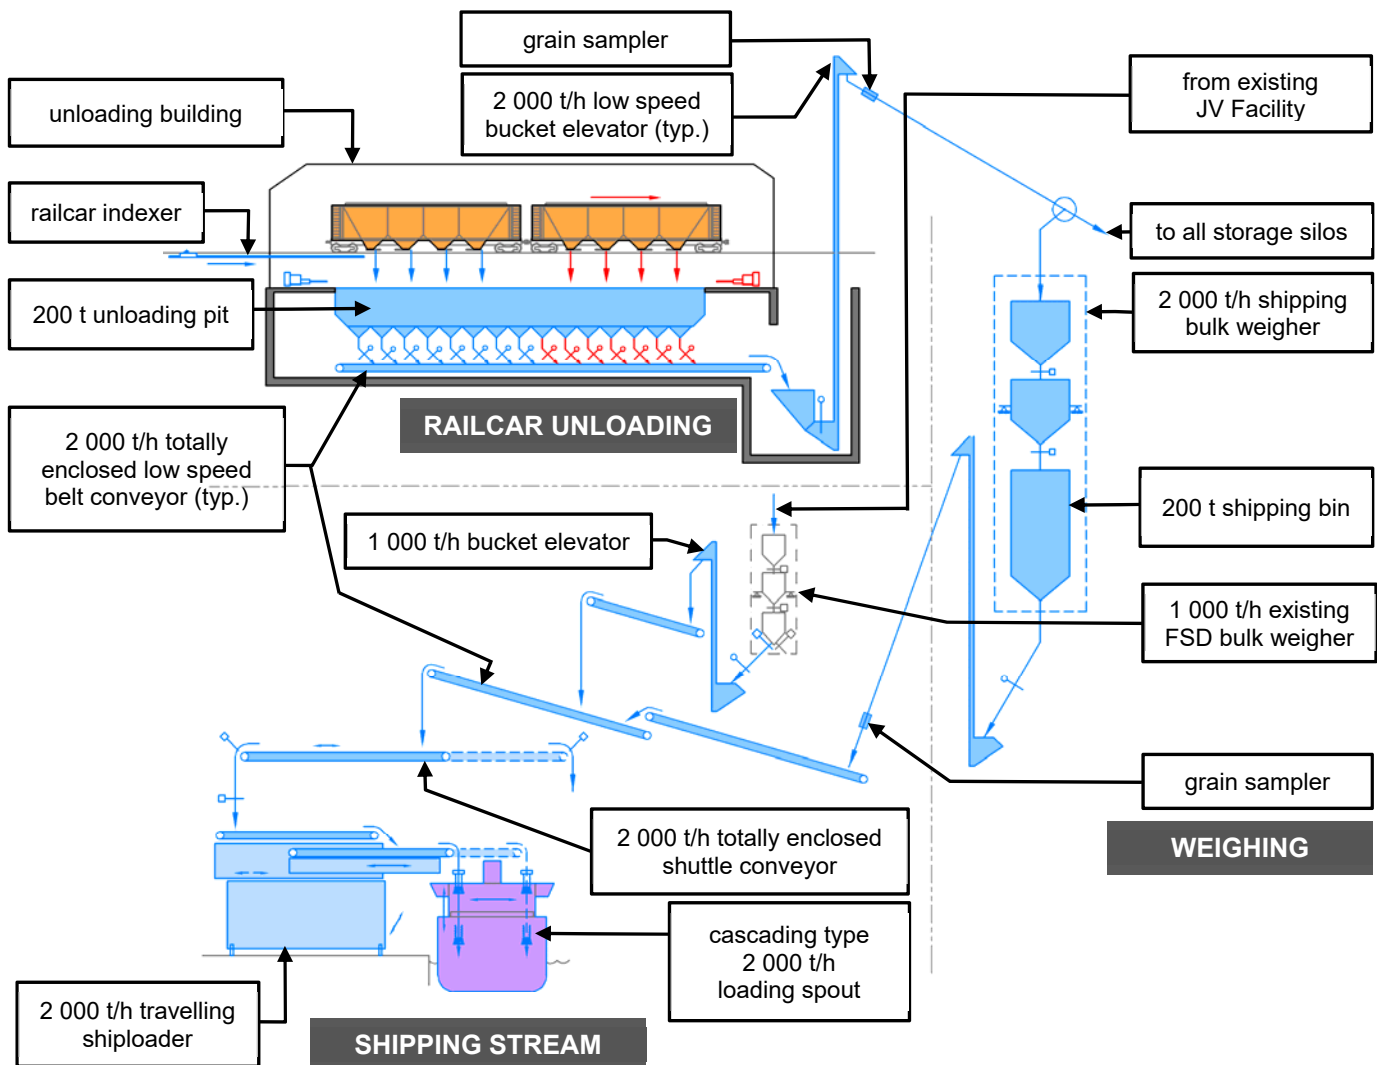 grain sampler
2 000 t/h low speed
bucket elevator (typ.)
from existing
JV Facility
unloading building
railcar indexer
to all storage silos
200 t unloading pit
2 000 t/h shipping
bulk weigher
RAILCAR UNLOADING
2 000 t/h totally
enclosed low speed
belt conveyor (typ.)
200 t shipping bin
1 000 t/h bucket elevator
1 000 t/h existing
FSD bulk weigher
grain sampler
2 000 t/h totally enclosed
shuttle conveyor
WEIGHING
cascading type
2 000 t/h
loading spout
2 000 t/h travelling
shiploader
SHIPPING STREAM